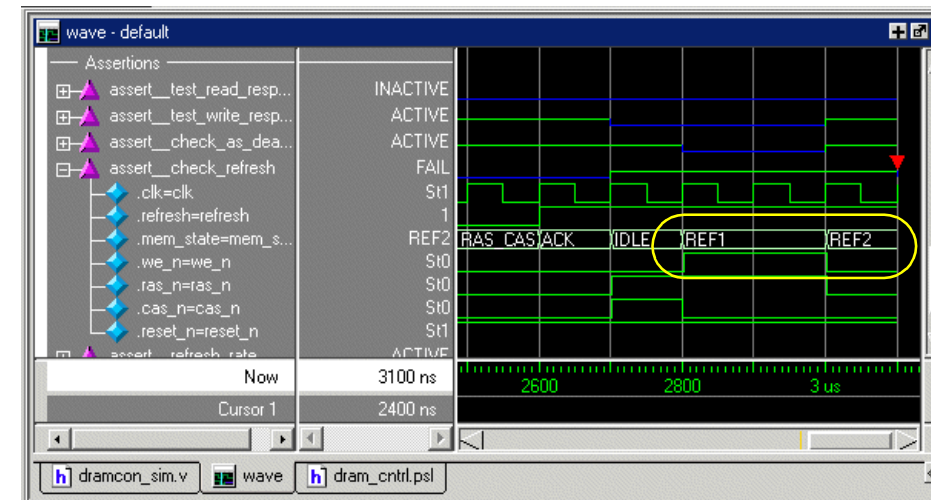 wave - default
Assertions
assert__test_read_resp... INACTIVE
assert__test_write_resp... ACTIVE
assert__check_as_dea... ACTIVE
assert__check_refresh FAIL
.clk=clk St1
.refresh=refresh 1
.mem_state=mem_s... REF2 RAS_CAS ACK IDLE REF1 REF2
.we_n=we_n St0
.ras_n=ras_n St0
.cas_n=cas_n St0
.reset_n=reset_n St1
assert__refresh_rate ACTIVE
Now 3100 ns 2600 2800 3 us
Cursor 1 2400 ns
h dramcon_sim.v wave h dram_cntrl.psl